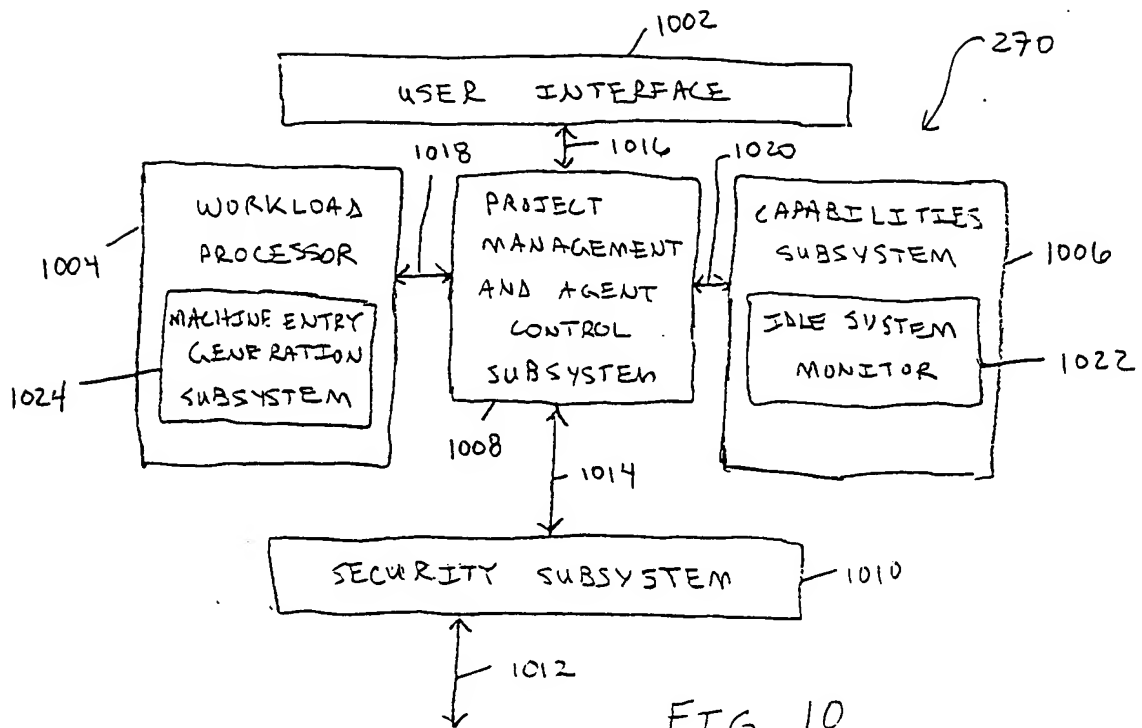 1002
270
USER INTERFACE
1016
1018
1020
WORKLOAD
PROCESSOR
1004
MACHINE ENTRY
GENERATION
SUBSYSTEM
1024
PROJECT
MANAGEMENT
AND AGENT
CONTROL
SUBSYSTEM
1008
CAPABILITIES
SUBSYSTEM
1006
IDLE SYSTEM
MONITOR
1022
1014
SECURITY SUBSYSTEM
1010
1012
FIG 10